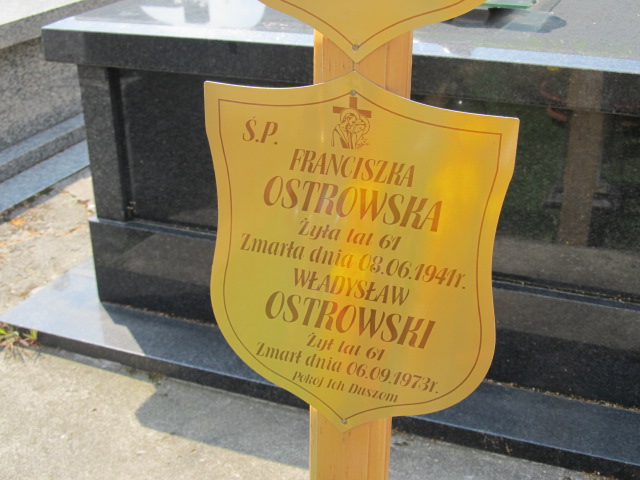 Ś.P.
FRANCISZKA
OSTROWSKA
Żyła lat 61
Zmarła dnia 08.06.1941r.
WŁADYSŁAW
OSTROWSKI
Żył lat 61
Zmarł dnia 06.09.1973r.
Pokój Ich Duszom